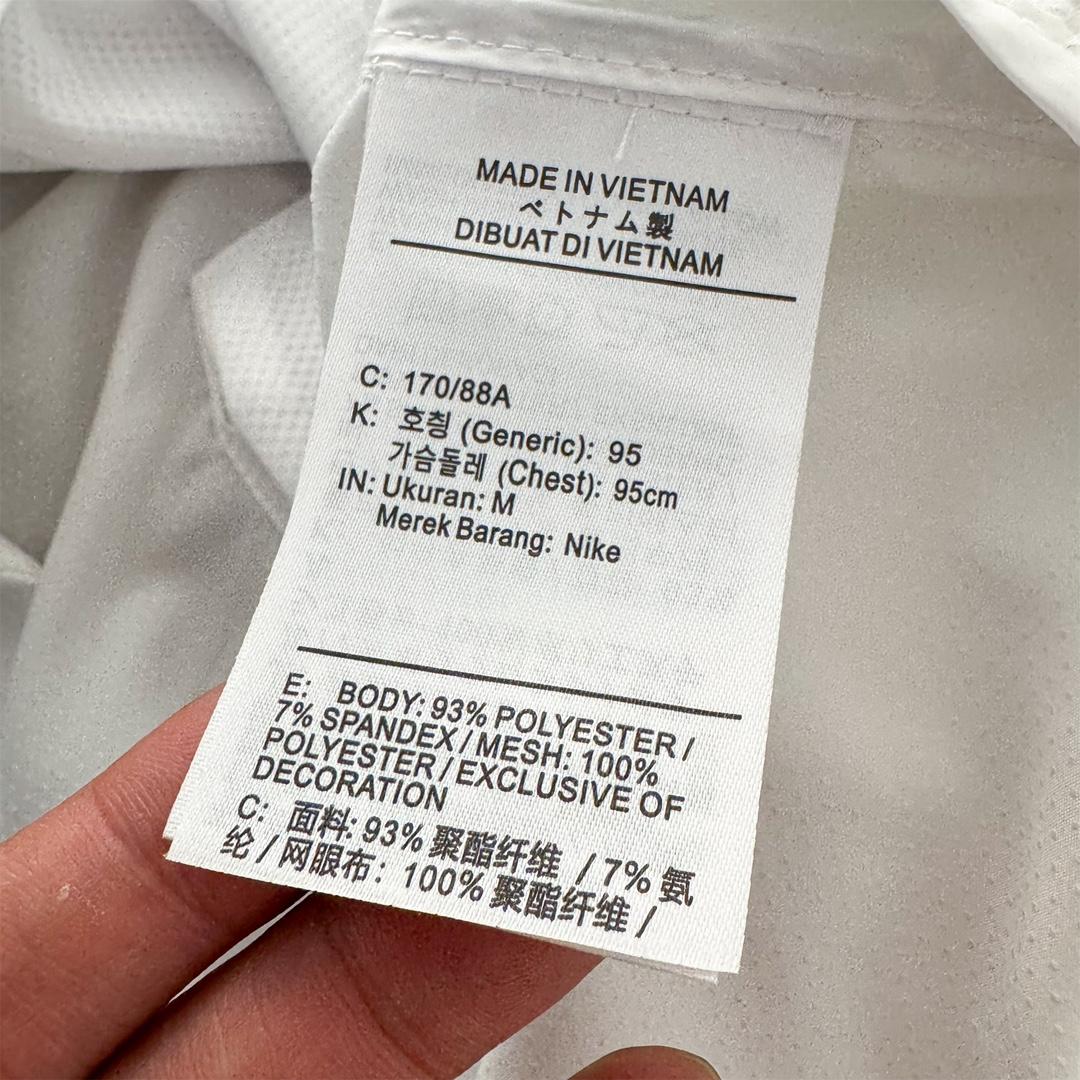 MADE IN VIETNAM
ベトナム製
DIBUAT DI VIETNAM
C: 170/88A
K: 호칭 (Generic): 95
가슴둘레 (Chest): 95cm
IN: Ukuran: M
Merek Barang: Nike
E: BODY: 93% POLYESTER /
7% SPANDEX / MESH: 100%
POLYESTER / EXCLUSIVE OF
DECORATION
C: 面料: 93% 聚酯纤维 / 7% 氨
纶 / 网眼布: 100% 聚酯纤维 /